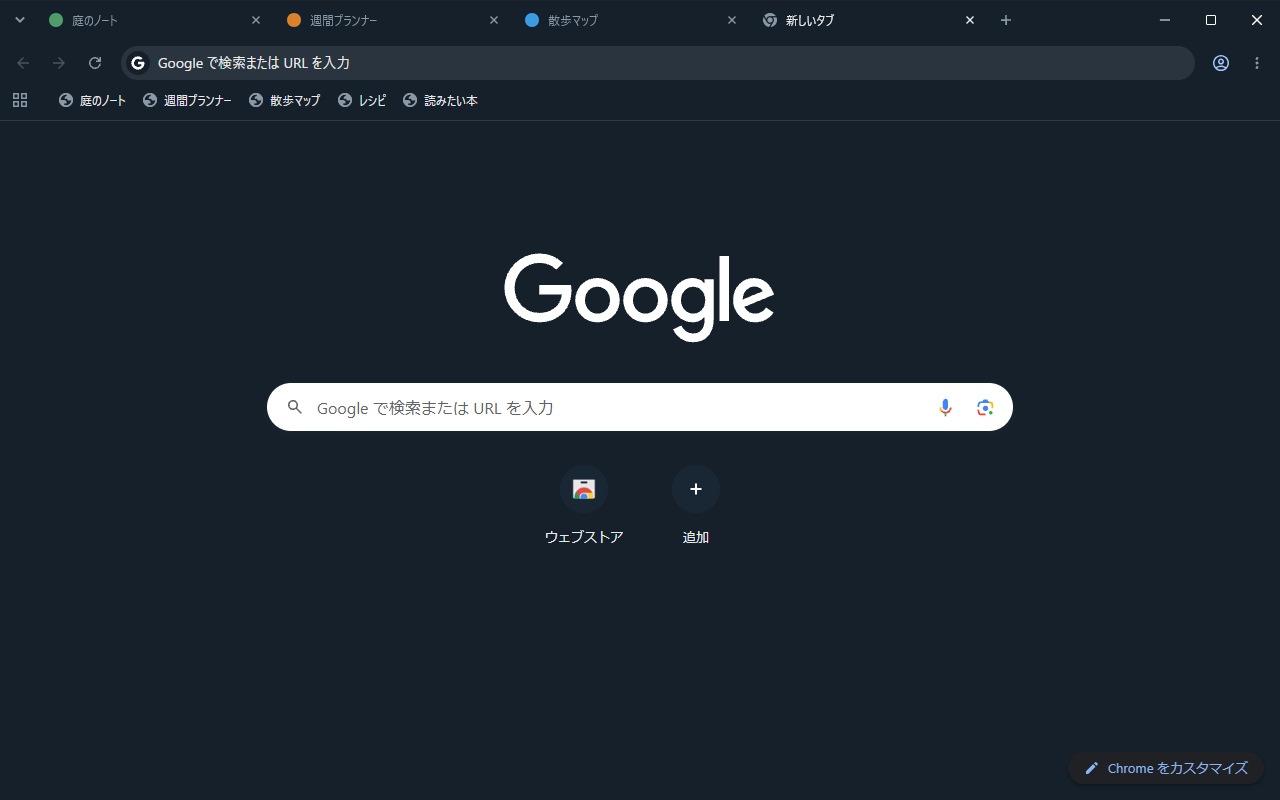 庭のノート
週間プランナー
散歩マップ
新しいタブ
Google で検索または URL を入力
庭のノート
週間プランナー
散歩マップ
レシピ
読みたい本
Google
Google で検索または URL を入力
ウェブストア
追加
Chrome をカスタマイズ